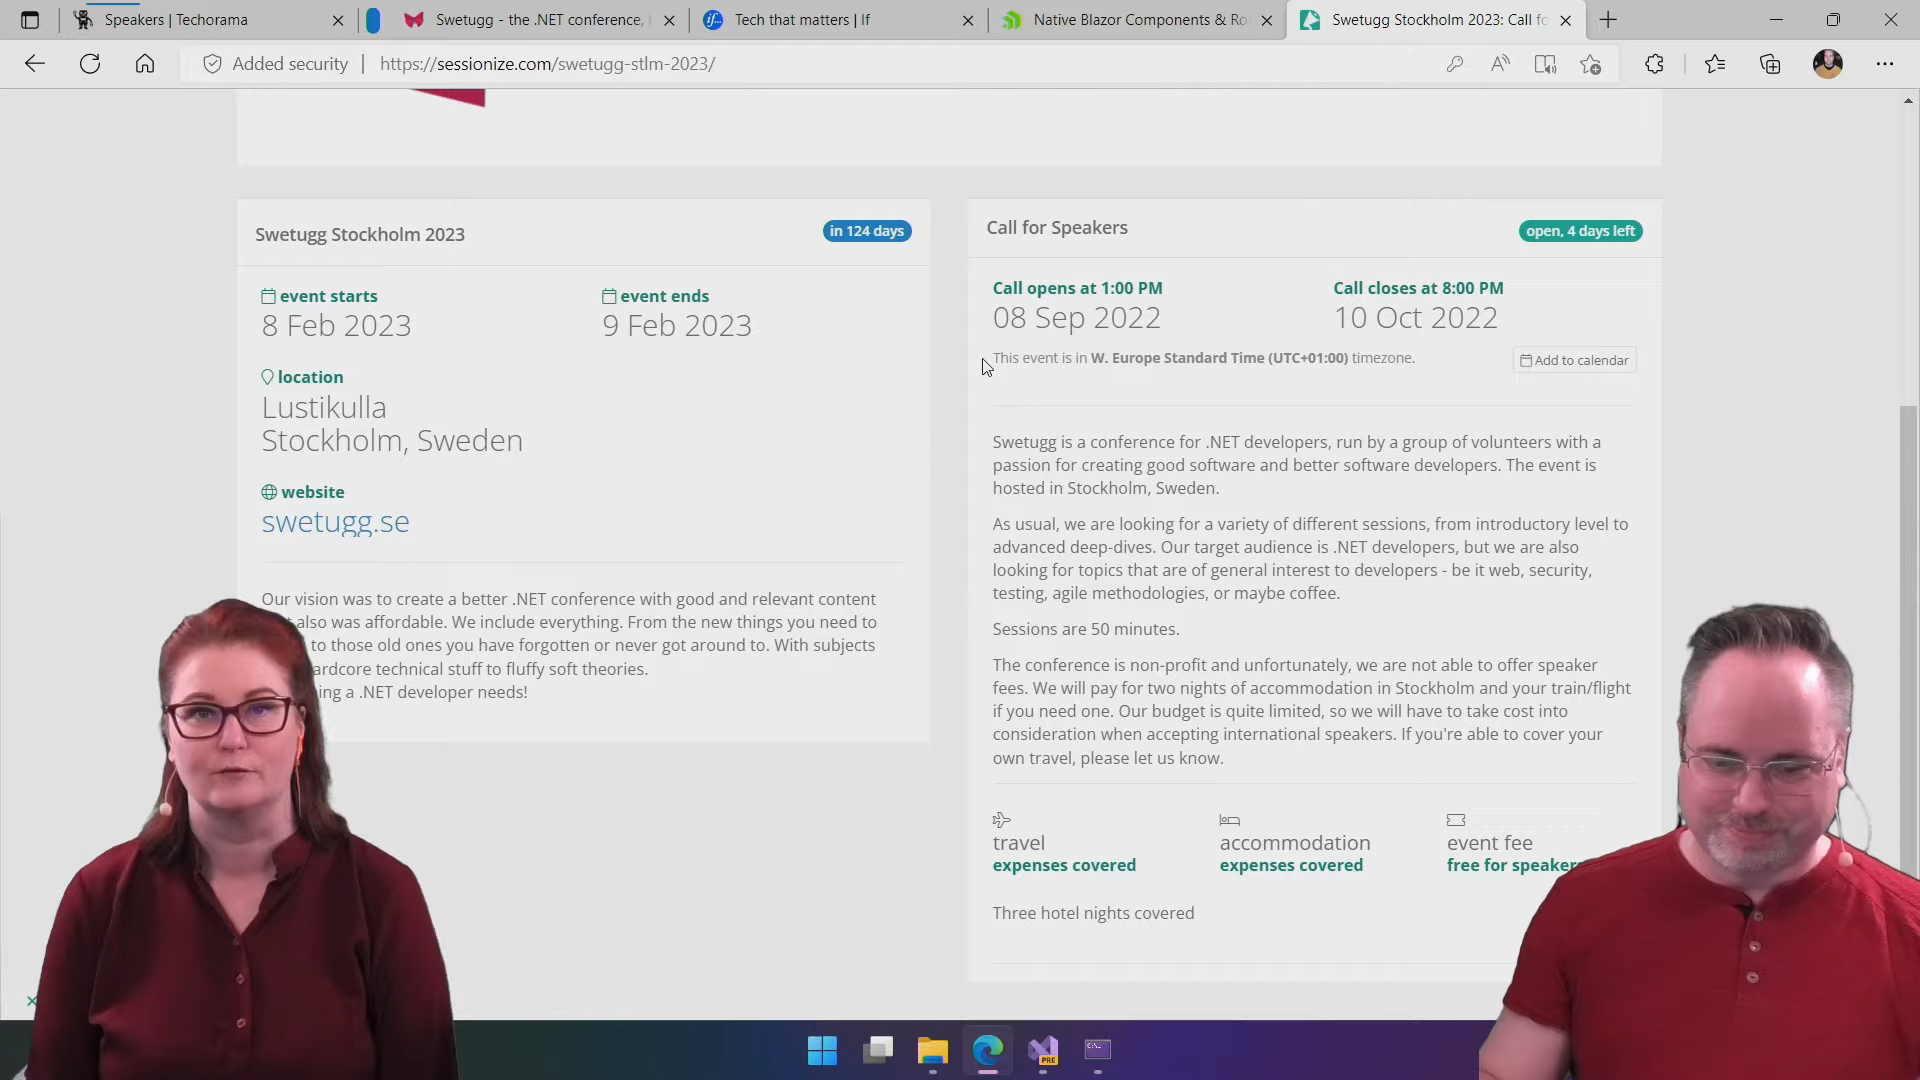 Speakers | Techorama
Swetugg - the .NET conference,
Tech that matters | If
Native Blazor Components & Ro
Swetugg Stockholm 2023: Call fo
Added security
https://sessionize.com/swetugg-stlm-2023/
Swetugg Stockholm 2023
in 124 days
event starts
8 Feb 2023
event ends
9 Feb 2023
location
Lustikulla
Stockholm, Sweden
website
swetugg.se
Our vision was to create a better .NET conference with good and relevant content
also was affordable. We include everything. From the new things you need to
to those old ones you have forgotten or never got around to. With subjects
ardcore technical stuff to fluffy soft theories.
ing a .NET developer needs!
Call for Speakers
open, 4 days left
Call opens at 1:00 PM
08 Sep 2022
Call closes at 8:00 PM
10 Oct 2022
This event is in W. Europe Standard Time (UTC+01:00) timezone.
Add to calendar
Swetugg is a conference for .NET developers, run by a group of volunteers with a
passion for creating good software and better software developers. The event is
hosted in Stockholm, Sweden.
As usual, we are looking for a variety of different sessions, from introductory level to
advanced deep-dives. Our target audience is .NET developers, but we are also
looking for topics that are of general interest to developers - be it web, security,
testing, agile methodologies, or maybe coffee.
Sessions are 50 minutes.
The conference is non-profit and unfortunately, we are not able to offer speaker
fees. We will pay for two nights of accommodation in Stockholm and your train/flight
if you need one. Our budget is quite limited, so we will have to take cost into
consideration when accepting international speakers. If you're able to cover your
own travel, please let us know.
travel
expenses covered
accommodation
expenses covered
event fee
free for speakers
Three hotel nights covered
PRE